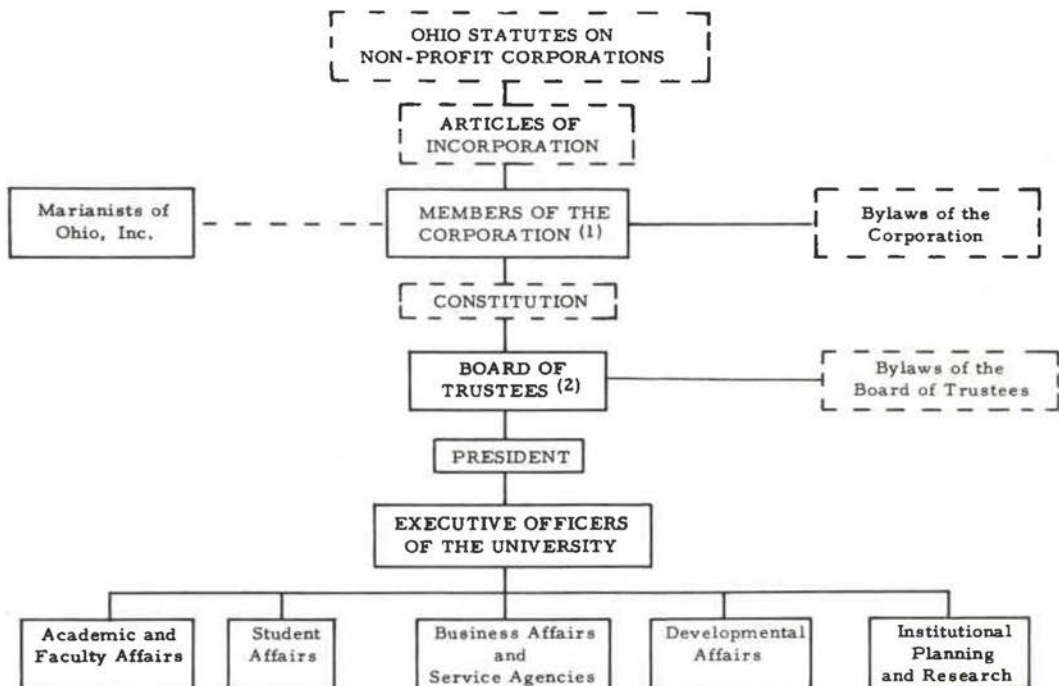 OHIO STATUTES ON
NON-PROFIT CORPORATIONS
ARTICLES OF
INCORPORATION
Marianists of
Ohio, Inc.
MEMBERS OF THE
CORPORATION (1)
Bylaws of the
Corporation
CONSTITUTION
BOARD OF
TRUSTEES (2)
Bylaws of the
Board of Trustees
PRESIDENT
EXECUTIVE OFFICERS
OF THE UNIVERSITY
Academic and
Faculty Affairs
Student
Affairs
Business Affairs
and
Service Agencies
Developmental
Affairs
Institutional
Planning
and Research